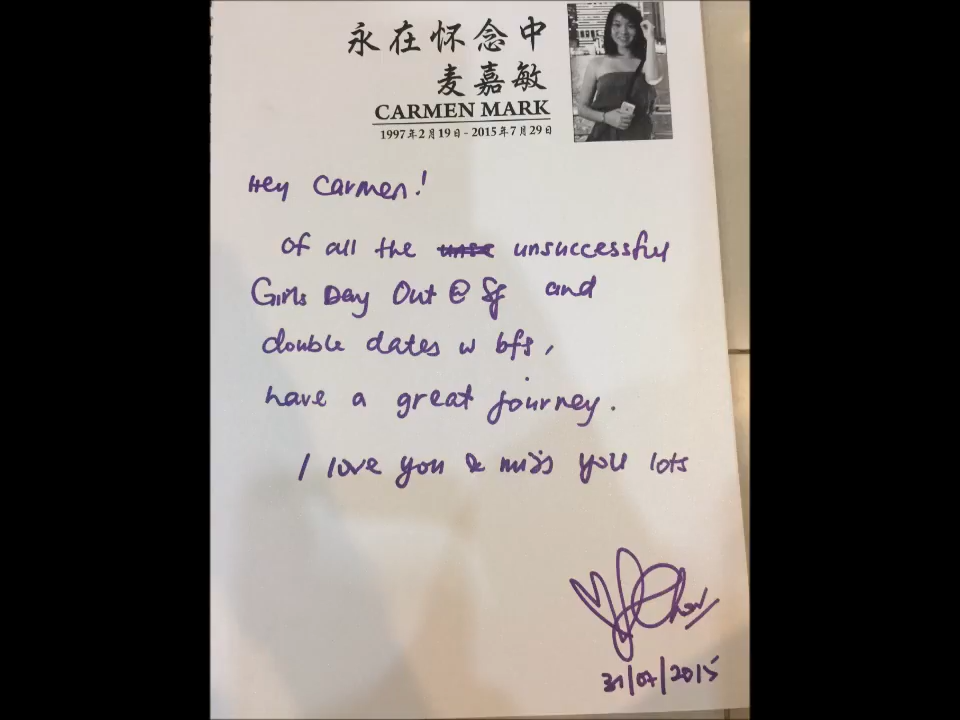 永在怀念中
麦嘉敏
CARMEN MARK
1997年2月19日 - 2015年7月29日
Hey Carmen!
Of all the unsuccessful
Girls Day Out @ Sg and
double dates w bfs,
have a great journey.
I love you & miss you lots
31/07/2015